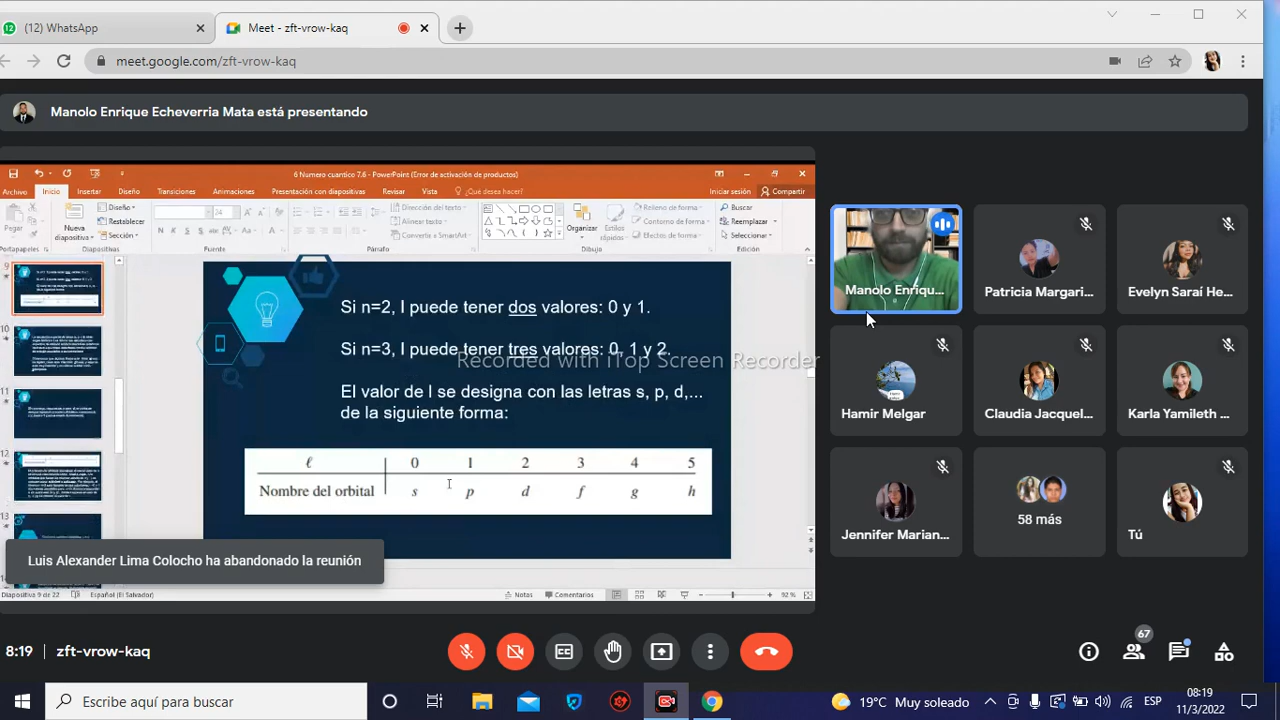 (12) WhatsApp
Meet - zft-vrow-kaq
meet.google.com/zft-vrow-kaq
Manolo Enrique Echeverria Mata está presentando
6 Numero cuantico 7.6 - PowerPoint (Error de activación de productos)
Archivo Inicio Insertar Diseño Transiciones Animaciones Presentación con diapositivas Revisar Vista ¿Qué desea hacer? Iniciar sesión Compartir
Pegar
Nueva diapositiva
Diseño
Restablecer
Sección
24
N K S
Dirección del texto
Alinear texto
Convertir a SmartArt
Organizar
Estilos rápidos
Relleno de forma
Contorno de forma
Efectos de forma
Buscar
Reemplazar
Seleccionar
Portapapeles Diapositivas Fuente Párrafo Dibujo Edición
9
10
11
12
13
Si n=2, l puede tener dos valores: 0 y 1.
Si n=3, l puede tener tres valores: 0, 1 y 2.
Recorded with iTop Screen Recorder
El valor de l se designa con las letras s, p, d,...
de la siguiente forma:
ℓ 0 1 2 3 4 5
Nombre del orbital s p d f g h
Luis Alexander Lima Colocho ha abandonado la reunión
Diapositiva 9 de 22 Español (El Salvador) Notas Comentarios 92 %
Manolo Enriqu...
Patricia Margari...
Evelyn Sarai He...
Hamir Melgar
Claudia Jacquel...
Karla Yamileth ...
Jennifer Marian...
58 más
Tú
8:19 zft-vrow-kaq
67
Escribe aquí para buscar
19°C Muy soleado
ESP
08:19
11/3/2022